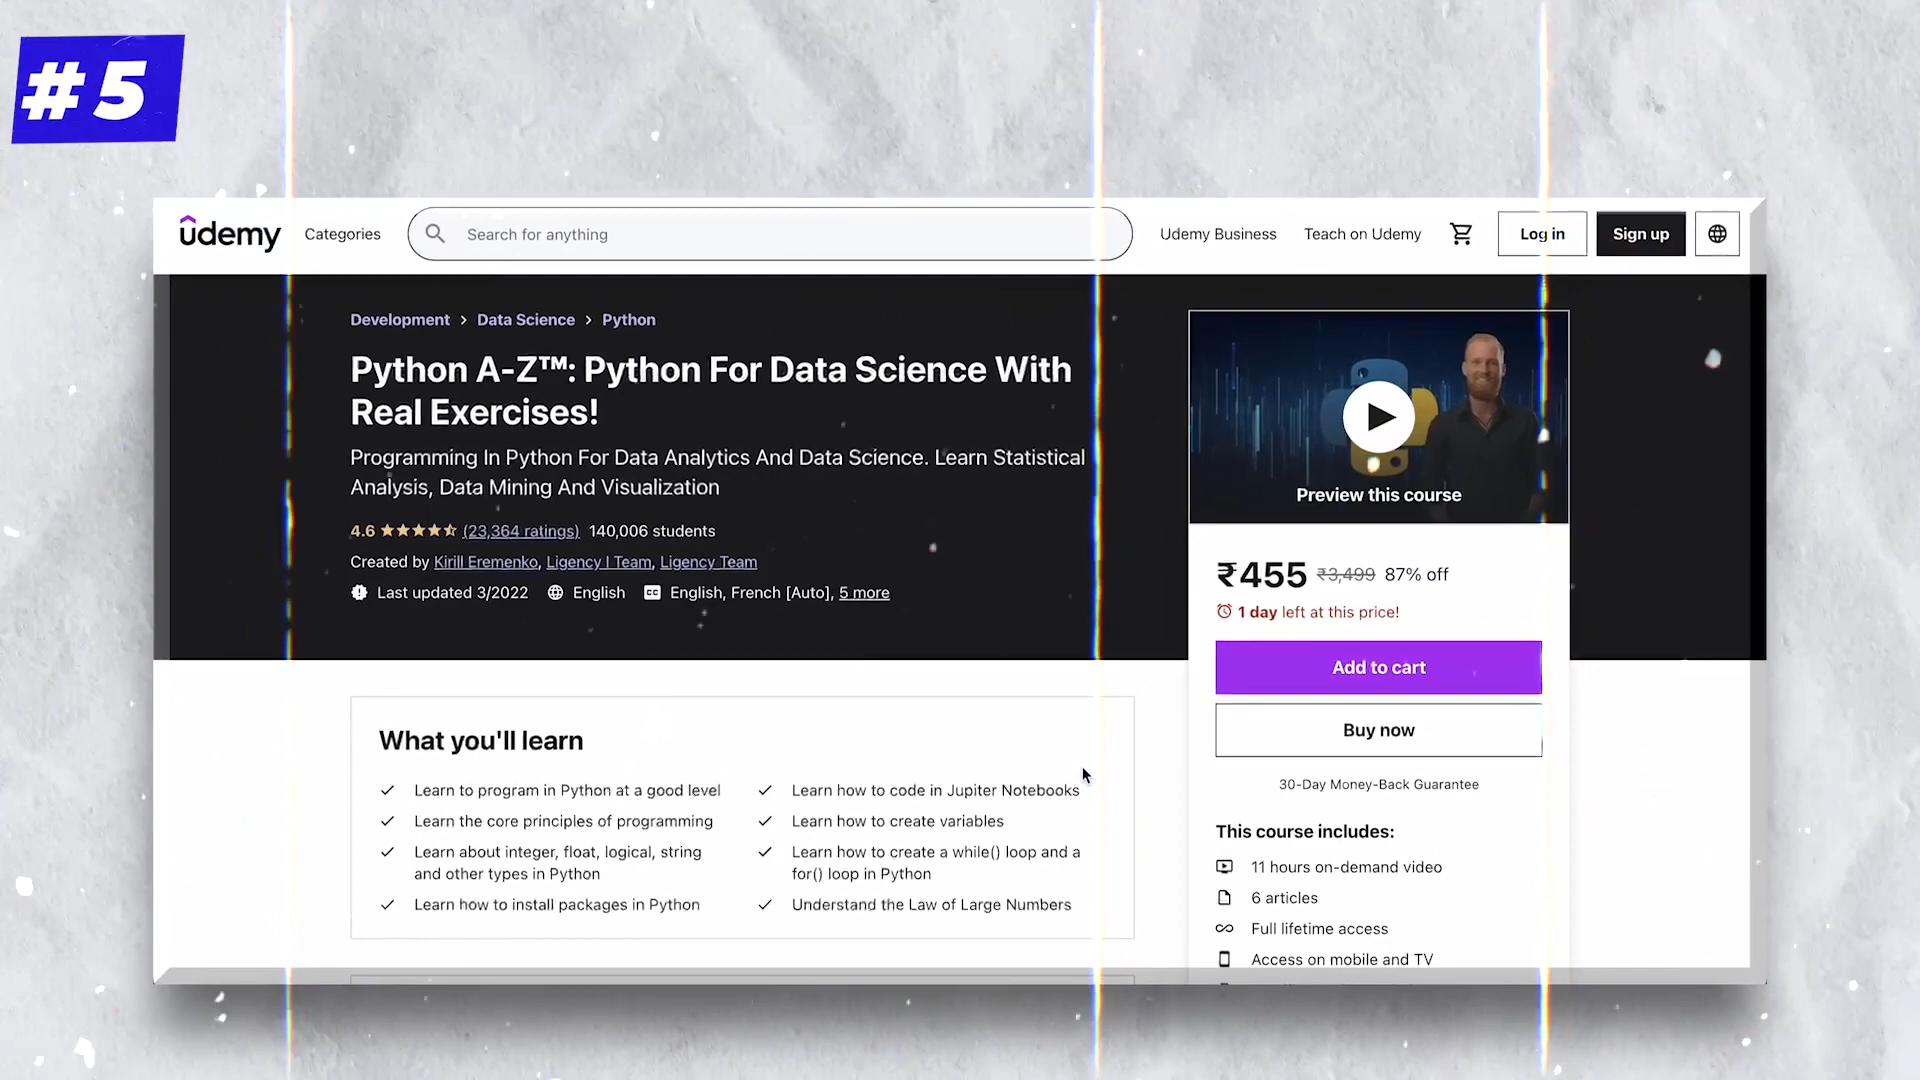 #5
udemy
Categories
Search for anything
Udemy Business
Teach on Udemy
Log in
Sign up
Development > Data Science > Python
Python A-Z™: Python For Data Science With
Real Exercises!
Programming In Python For Data Analytics And Data Science. Learn Statistical
Analysis, Data Mining And Visualization
4.6 (23,364 ratings) 140,006 students
Created by Kirill Eremenko, Ligency I Team, Ligency Team
Last updated 3/2022 English English, French [Auto], 5 more
Preview this course
₹455 ₹3,499 87% off
1 day left at this price!
Add to cart
Buy now
30-Day Money-Back Guarantee
This course includes:
11 hours on-demand video
6 articles
Full lifetime access
Access on mobile and TV
What you'll learn
Learn to program in Python at a good level
Learn the core principles of programming
Learn about integer, float, logical, string
and other types in Python
Learn how to install packages in Python
Learn how to code in Jupiter Notebooks
Learn how to create variables
Learn how to create a while() loop and a
for() loop in Python
Understand the Law of Large Numbers